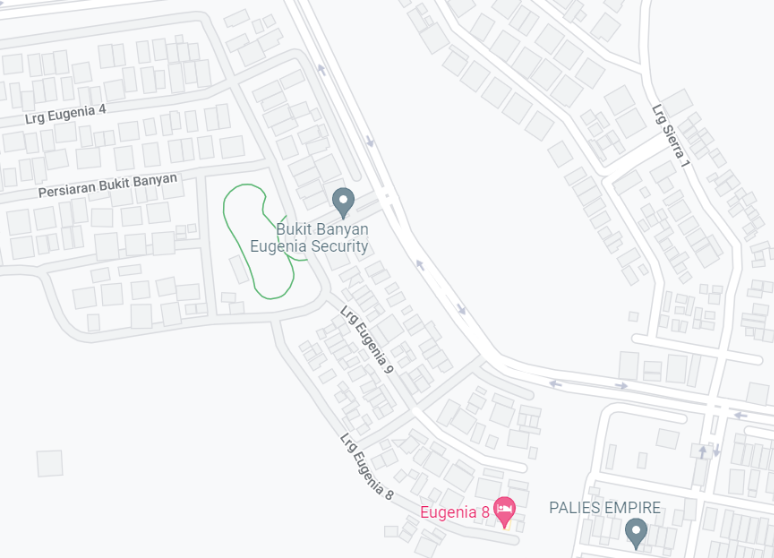 Lrg Eugenia 4
Lrg Sierra 1
Persiaran Bukit Banyan
Bukit Banyan
Eugenia Security
Lrg Eugenia 9
Lrg Eugenia 8
Eugenia 8
PALIES EMPIRE